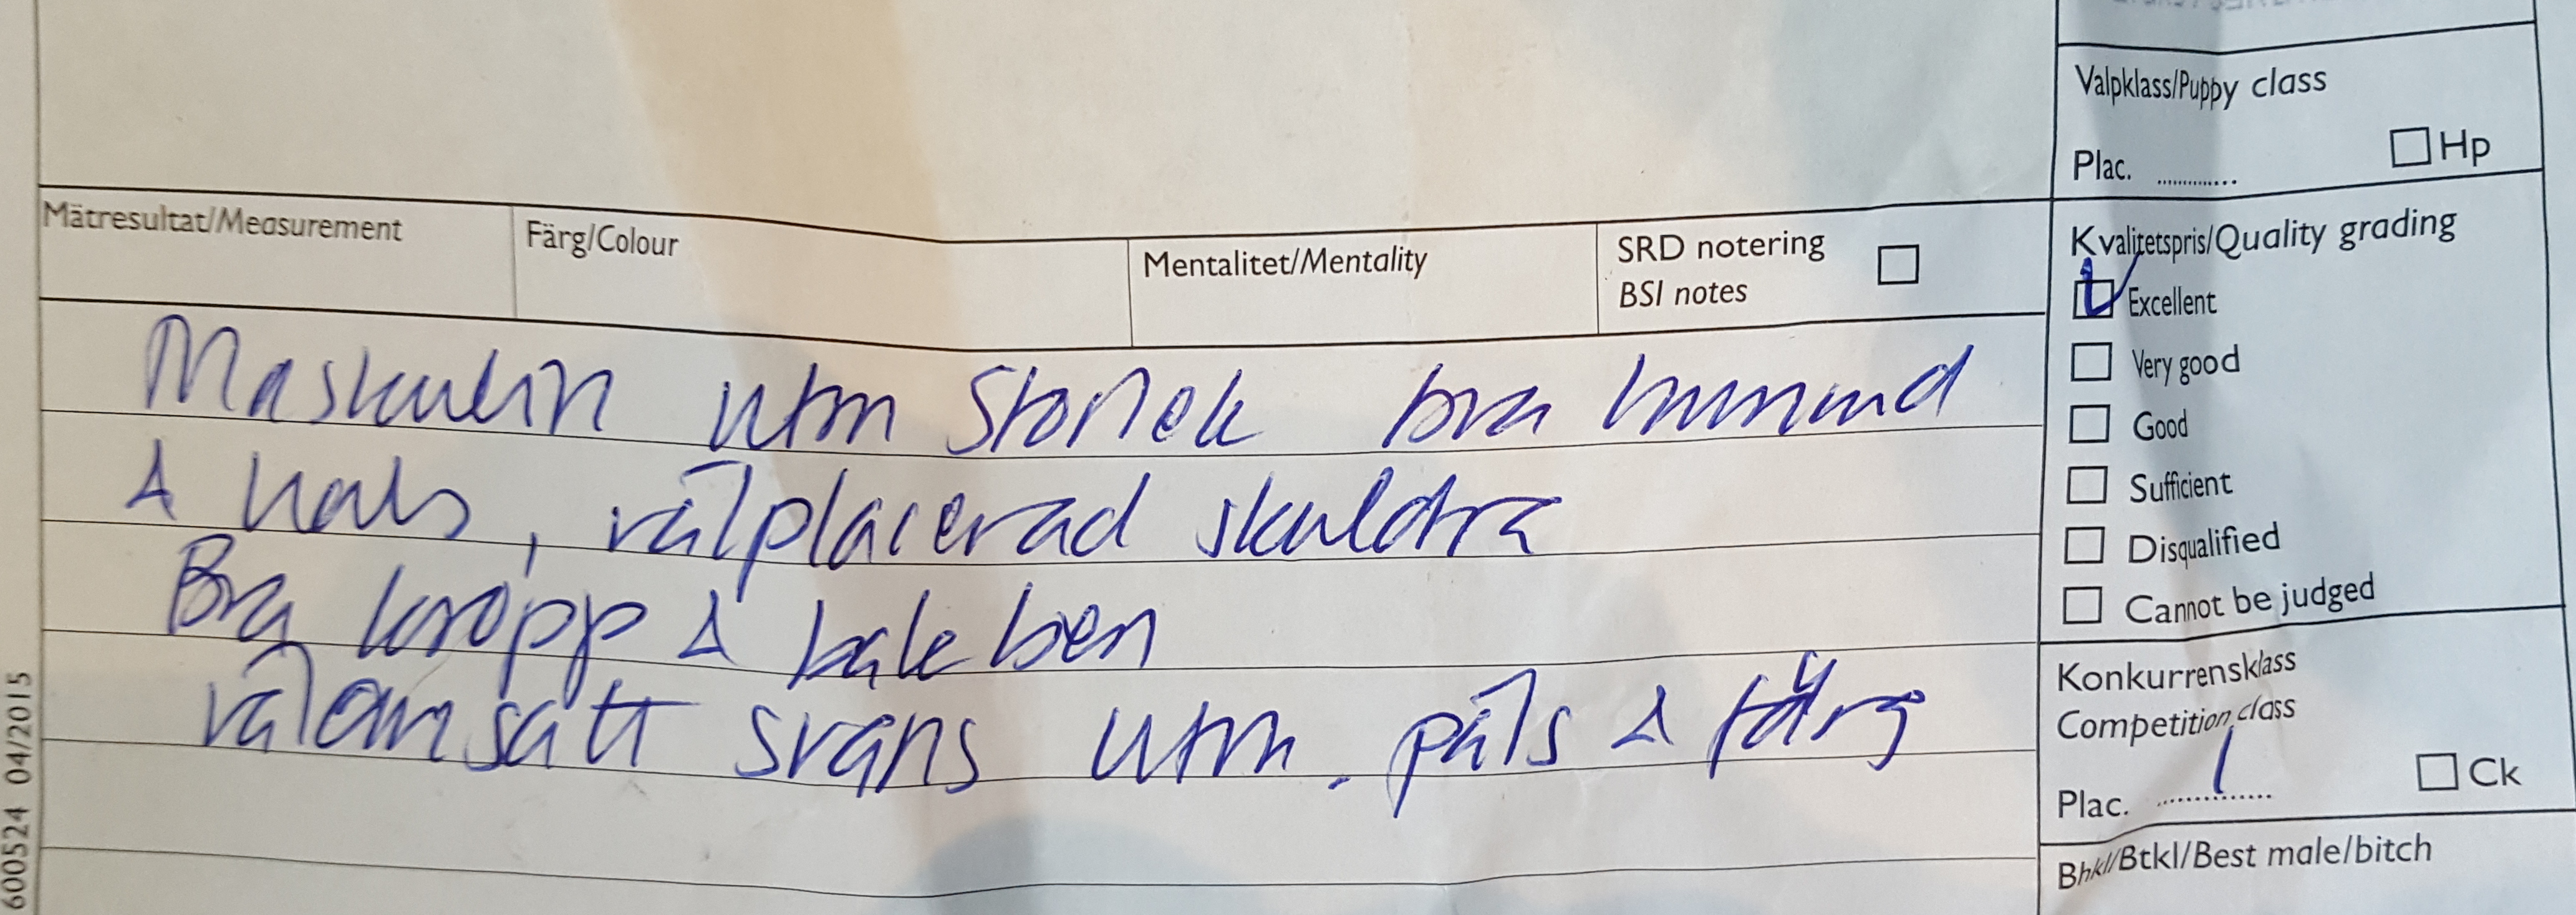 Valpklass/Puppy class
Plac. ............ ☐ Hp
Mätresultat/Measurement
Färg/Colour
Mentalitet/Mentality
SRD notering ☐
BSI notes
Kvalitetspris/Quality grading
☑ Excellent
☐ Very good
☐ Good
☐ Sufficient
☐ Disqualified
☐ Cannot be judged
Maskulin utm storlek bra huvud
& hals, välplacerad skuldra
Bra kropp & bakben
välansatt svans utm. päls & färg
Konkurrensklass
Competition class
Plac. 1 ☐ Ck
Bhkl/Btkl/Best male/bitch
600524 04/2015